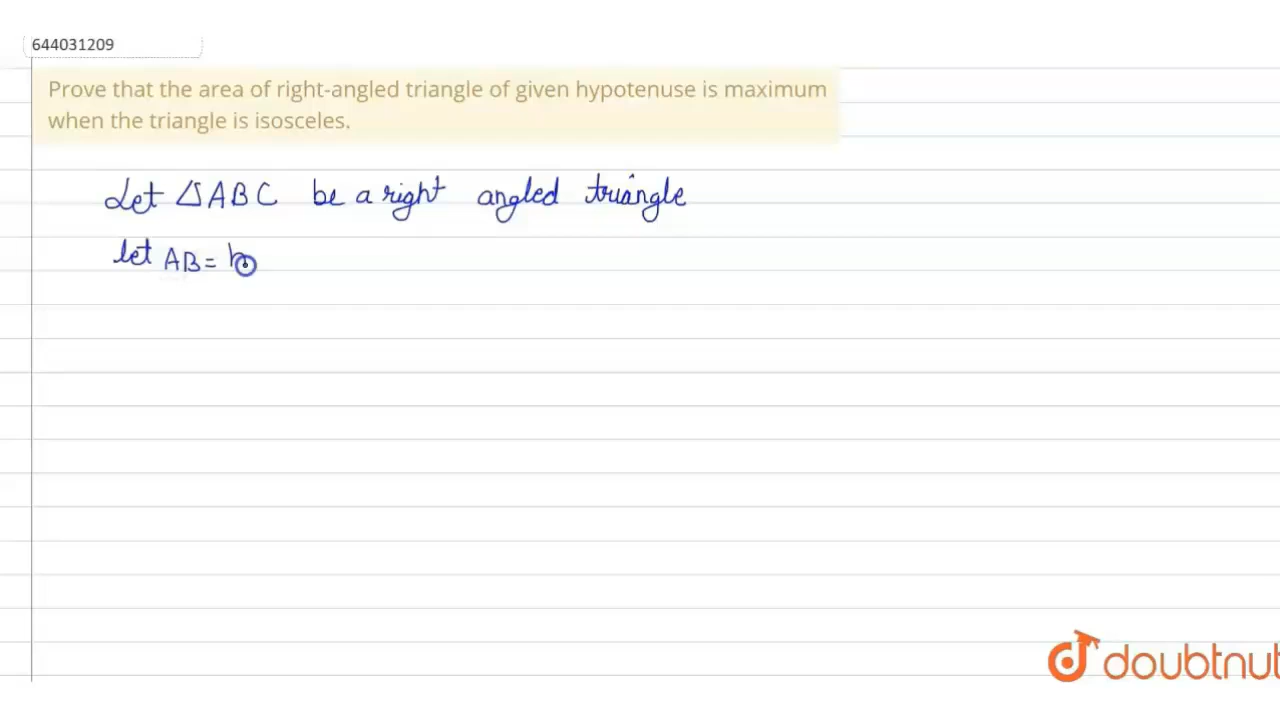 644031209
Prove that the area of right-angled triangle of given hypotenuse is maximum
when the triangle is isosceles.
Let △ABC be a right angled triangle
let AB =
doubtnut